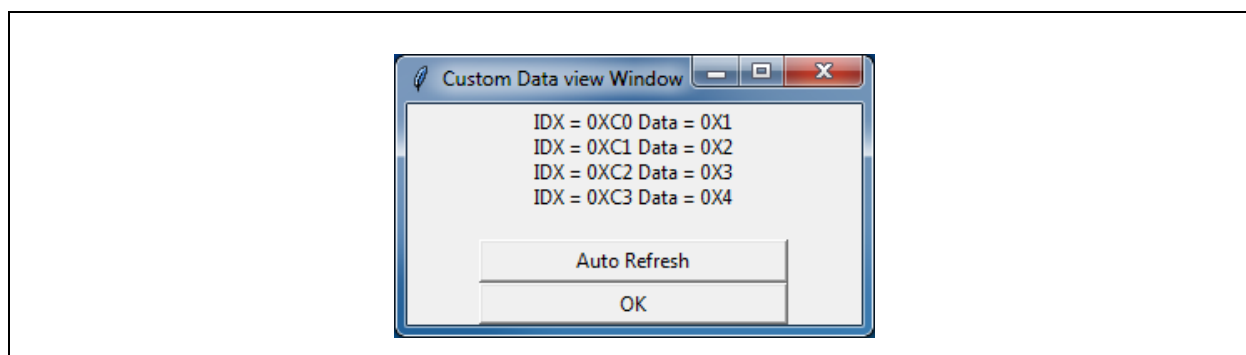 Custom Data view Window
IDX = 0XC0 Data = 0X1
IDX = 0XC1 Data = 0X2
IDX = 0XC2 Data = 0X3
IDX = 0XC3 Data = 0X4
Auto Refresh
OK